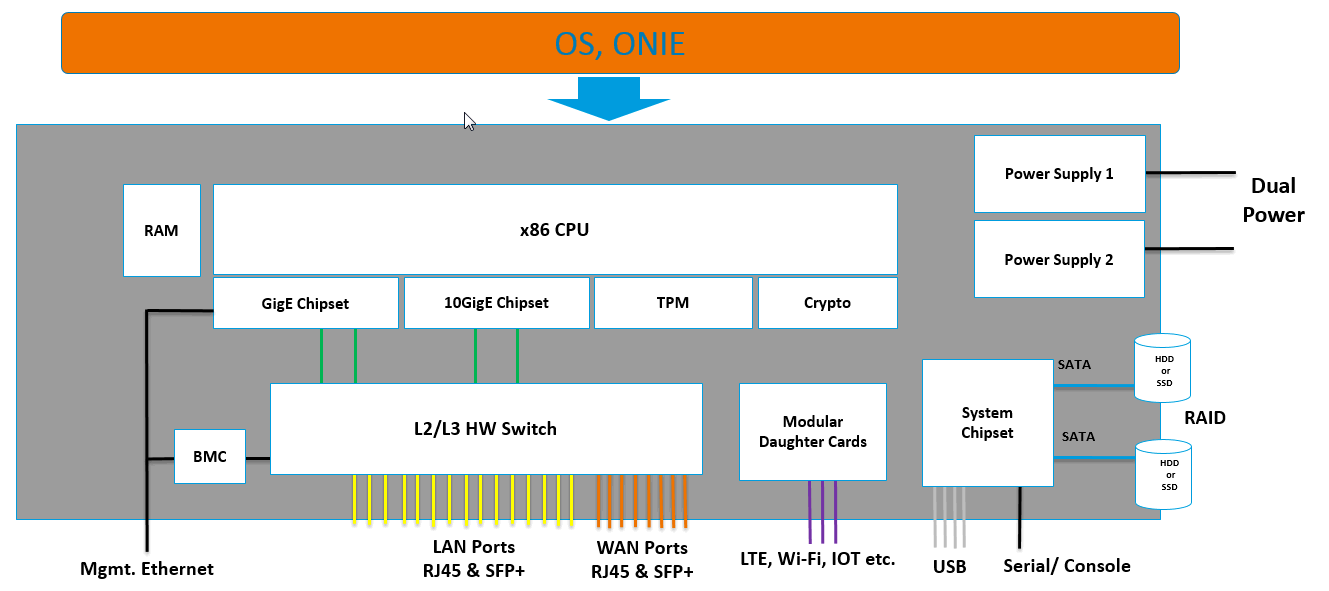 OS, ONIE
Power Supply 1
Dual
Power
RAM
x86 CPU
Power Supply 2
GigE Chipset
10GigE Chipset
TPM
Crypto
SATA
HDD
or
SSD
L2/L3 HW Switch
Modular
Daughter Cards
System
Chipset
RAID
SATA
BMC
HDD
or
SSD
LAN Ports
RJ45 & SFP+
WAN Ports
RJ45 & SFP+
LTE, Wi-Fi, IOT etc.
USB
Serial/ Console
Mgmt. Ethernet